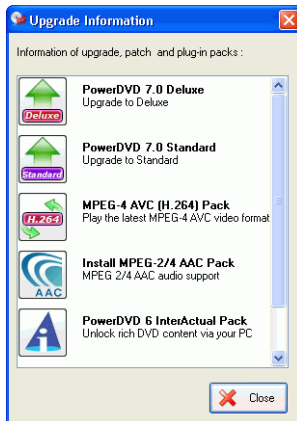 Upgrade Information
Information of upgrade, patch and plug-in packs :
Deluxe
PowerDVD 7.0 Deluxe
Upgrade to Deluxe
Standard
PowerDVD 7.0 Standard
Upgrade to Standard
H.264
MPEG-4 AVC (H.264) Pack
Play the latest MPEG-4 AVC video format
AAC
Install MPEG-2/4 AAC Pack
MPEG 2/4 AAC audio support
PowerDVD 6 InterActual Pack
Unlock rich DVD content via your PC
Close